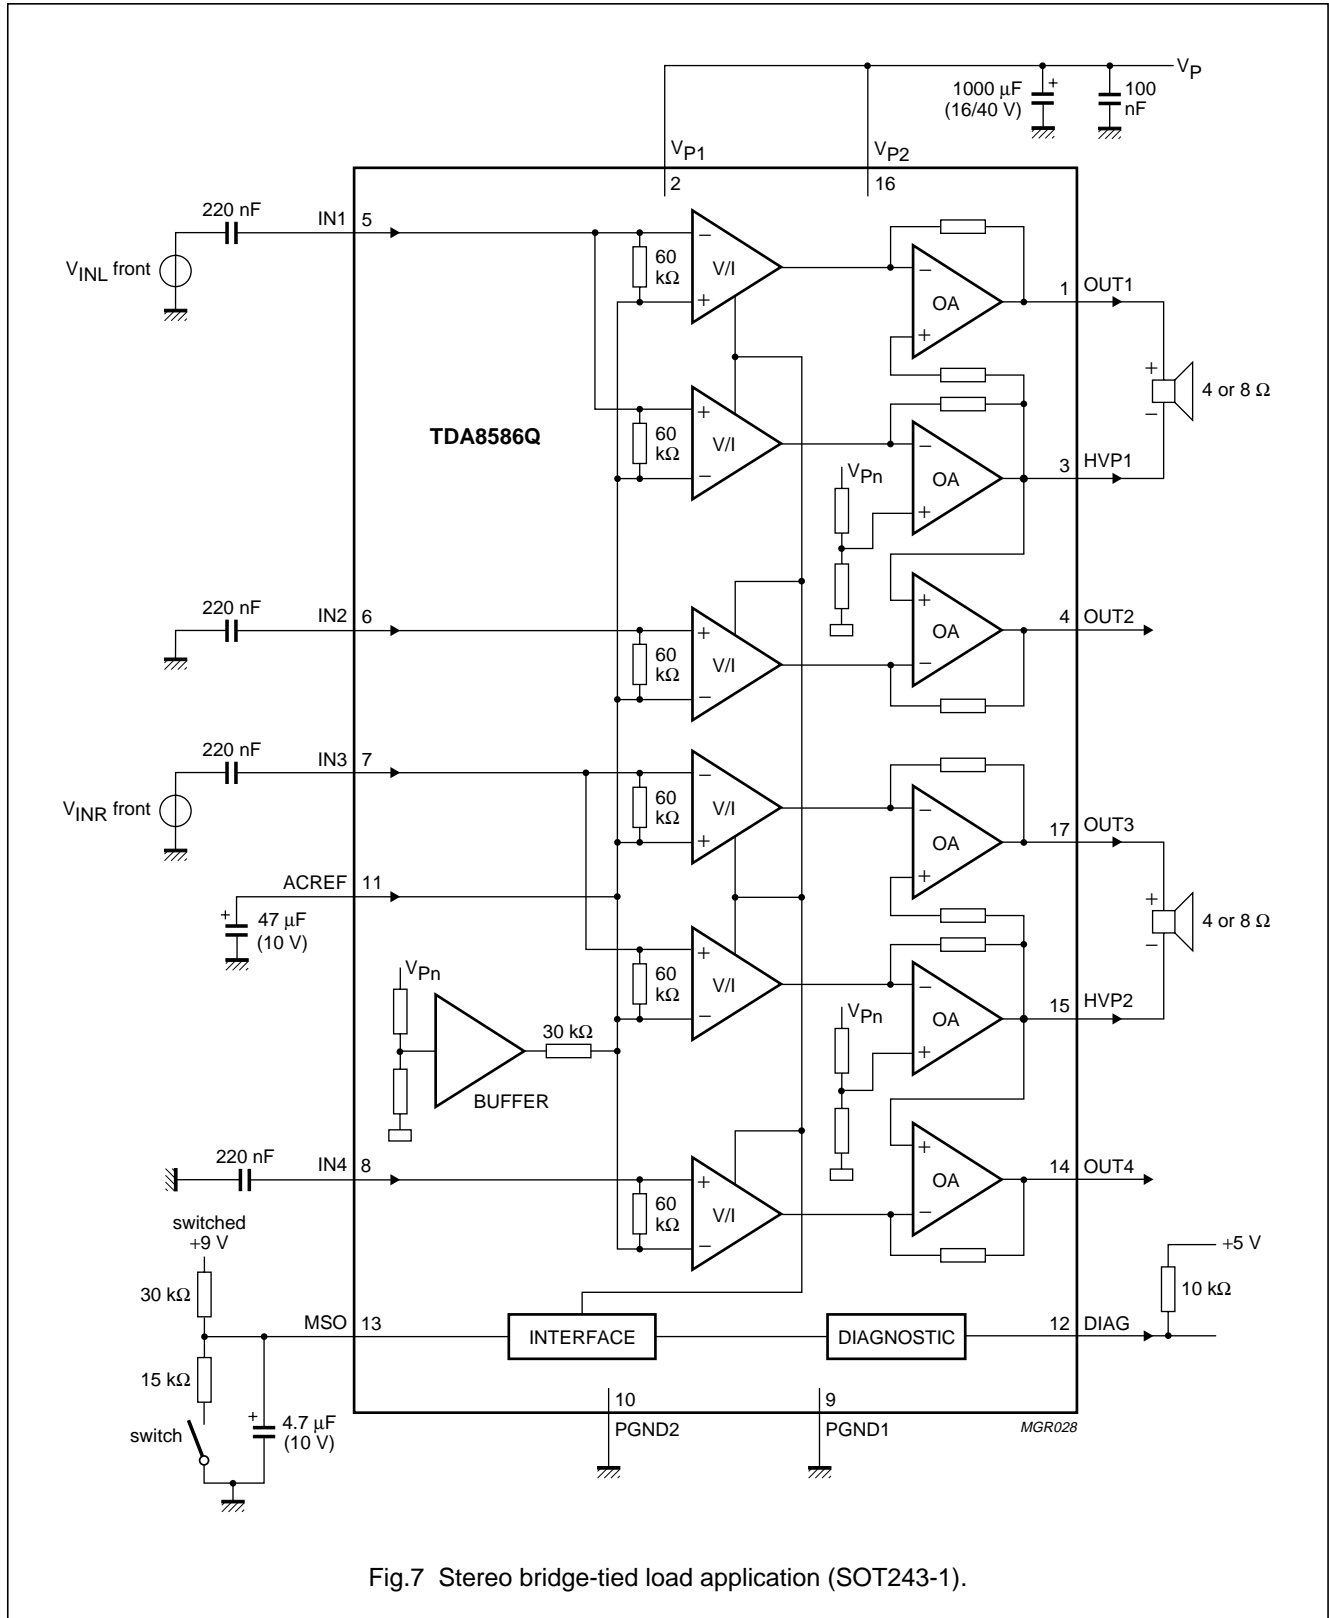 V_P
1000 µF + 100
(16/40 V) nF
V_P1 V_P2
2 16
220 nF IN1 5
V_INL front
− 60 kΩ V/I +
− OA +
1 OUT1
+ 4 or 8 Ω −
TDA8586Q
+ 60 kΩ V/I −
V_Pn − OA +
3 HVP1
220 nF IN2 6
+ 60 kΩ V/I −
+ OA −
4 OUT2
220 nF IN3 7
V_INR front
− 60 kΩ V/I +
− OA +
17 OUT3
+ 4 or 8 Ω −
ACREF 11
+ 47 µF
(10 V)
+ 60 kΩ V/I −
V_Pn − OA +
15 HVP2
V_Pn
30 kΩ
BUFFER
220 nF IN4 8
+ 60 kΩ V/I −
+ OA −
14 OUT4
switched
+9 V
+5 V
30 kΩ
10 kΩ
MSO 13 INTERFACE DIAGNOSTIC 12 DIAG
15 kΩ
switch
+ 4.7 µF
(10 V)
10 9
PGND2 PGND1
MGR028
Fig.7 Stereo bridge-tied load application (SOT243-1).